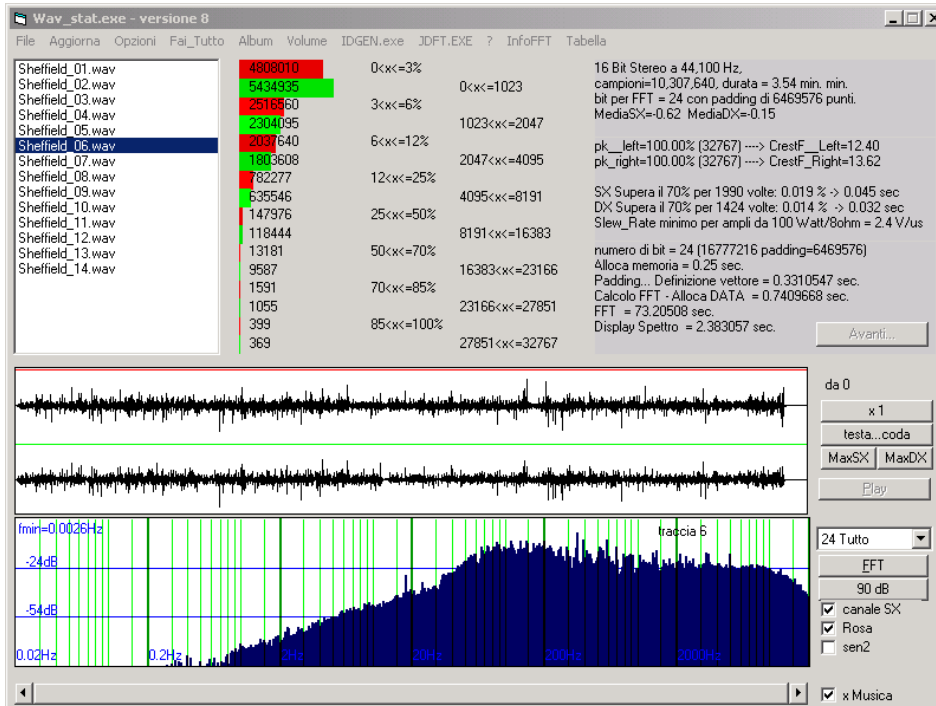 Wav_stat.exe - versione 8
File Aggiorna Opzioni Fai_Tutto Album Volume IDGEN.exe JDFT.EXE ? InfoFFT Tabella
Sheffield_01.wav
Sheffield_02.wav
Sheffield_03.wav
Sheffield_04.wav
Sheffield_05.wav
Sheffield_06.wav
Sheffield_07.wav
Sheffield_08.wav
Sheffield_09.wav
Sheffield_10.wav
Sheffield_11.wav
Sheffield_12.wav
Sheffield_13.wav
Sheffield_14.wav
4808010 0<x<=3%
5434935 0<x<=1023
2516560 3<x<=6%
2304095 1023<x<=2047
2037640 6<x<=12%
1803608 2047<x<=4095
782277 12<x<=25%
635546 4095<x<=8191
147976 25<x<=50%
118444 8191<x<=16383
13181 50<x<=70%
9587 16383<x<=23166
1591 70<x<=85%
1055 23166<x<=27851
399 85<x<=100%
369 27851<x<=32767
16 Bit Stereo a 44,100 Hz,
campioni=10,307,640, durata = 3.54 min. min.
bit per FFT = 24 con padding di 6469576 punti.
MediaSX=-0.62 MediaDX=-0.15
pk__left=100.00% (32767) ----> CrestF__Left=12.40
pk_right=100.00% (32767) ----> CrestF_Right=13.62
SX Supera il 70% per 1990 volte: 0.019 % -> 0.045 sec
DX Supera il 70% per 1424 volte: 0.014 % -> 0.032 sec
Slew_Rate minimo per ampli da 100 Watt/8ohm = 2.4 V/us
numero di bit = 24 (16777216 padding=6469576)
Alloca memoria = 0.25 sec.
Padding... Definizione vettore = 0.3310547 sec.
Calcolo FFT - Alloca DATA = 0.7409668 sec.
FFT = 73.20508 sec.
Display Spettro = 2.383057 sec.
Avanti...
da 0
x 1
testa...coda
MaxSX MaxDX
Play
fmin=0.0026Hz traccia 6
-24dB
-54dB
0.02Hz 0.2Hz 2Hz 20Hz 200Hz 2000Hz
24 Tutto
FFT
90 dB
canale SX
Rosa
sen2
x Musica